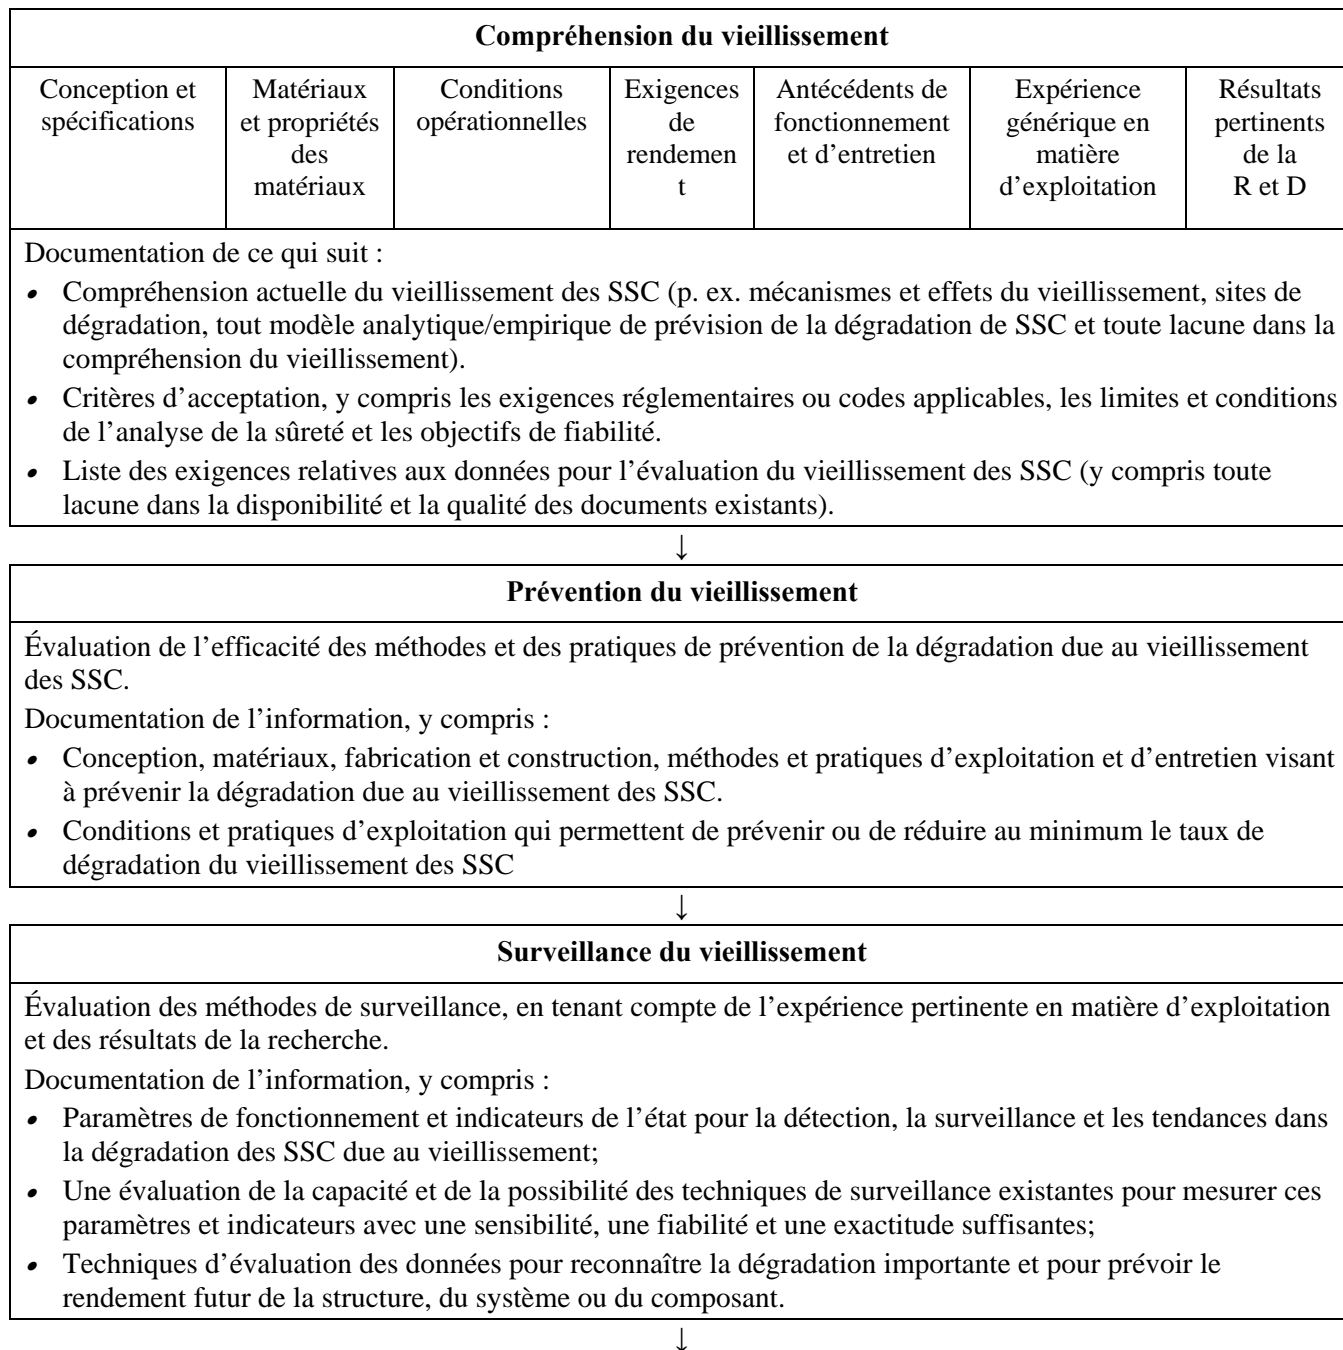 Compréhension du vieillissement
Conception et
spécifications
Matériaux
et propriétés
des
matériaux
Conditions
opérationnelles
Exigences
de
rendemen
t
Antécédents de
fonctionnement
et d’entretien
Expérience
générique en
matière
d’exploitation
Résultats
pertinents
de la
R et D
Documentation de ce qui suit :
• Compréhension actuelle du vieillissement des SSC (p. ex. mécanismes et effets du vieillissement, sites de
dégradation, tout modèle analytique/empirique de prévision de la dégradation de SSC et toute lacune dans la
compréhension du vieillissement).
• Critères d’acceptation, y compris les exigences réglementaires ou codes applicables, les limites et conditions
de l’analyse de la sûreté et les objectifs de fiabilité.
• Liste des exigences relatives aux données pour l’évaluation du vieillissement des SSC (y compris toute
lacune dans la disponibilité et la qualité des documents existants).
↓
Prévention du vieillissement
Évaluation de l’efficacité des méthodes et des pratiques de prévention de la dégradation due au vieillissement
des SSC.
Documentation de l’information, y compris :
• Conception, matériaux, fabrication et construction, méthodes et pratiques d’exploitation et d’entretien visant
à prévenir la dégradation due au vieillissement des SSC.
• Conditions et pratiques d’exploitation qui permettent de prévenir ou de réduire au minimum le taux de
dégradation du vieillissement des SSC
↓
Surveillance du vieillissement
Évaluation des méthodes de surveillance, en tenant compte de l’expérience pertinente en matière d’exploitation
et des résultats de la recherche.
Documentation de l’information, y compris :
• Paramètres de fonctionnement et indicateurs de l’état pour la détection, la surveillance et les tendances dans
la dégradation des SSC due au vieillissement;
• Une évaluation de la capacité et de la possibilité des techniques de surveillance existantes pour mesurer ces
paramètres et indicateurs avec une sensibilité, une fiabilité et une exactitude suffisantes;
• Techniques d’évaluation des données pour reconnaître la dégradation importante et pour prévoir le
rendement futur de la structure, du système ou du composant.
↓